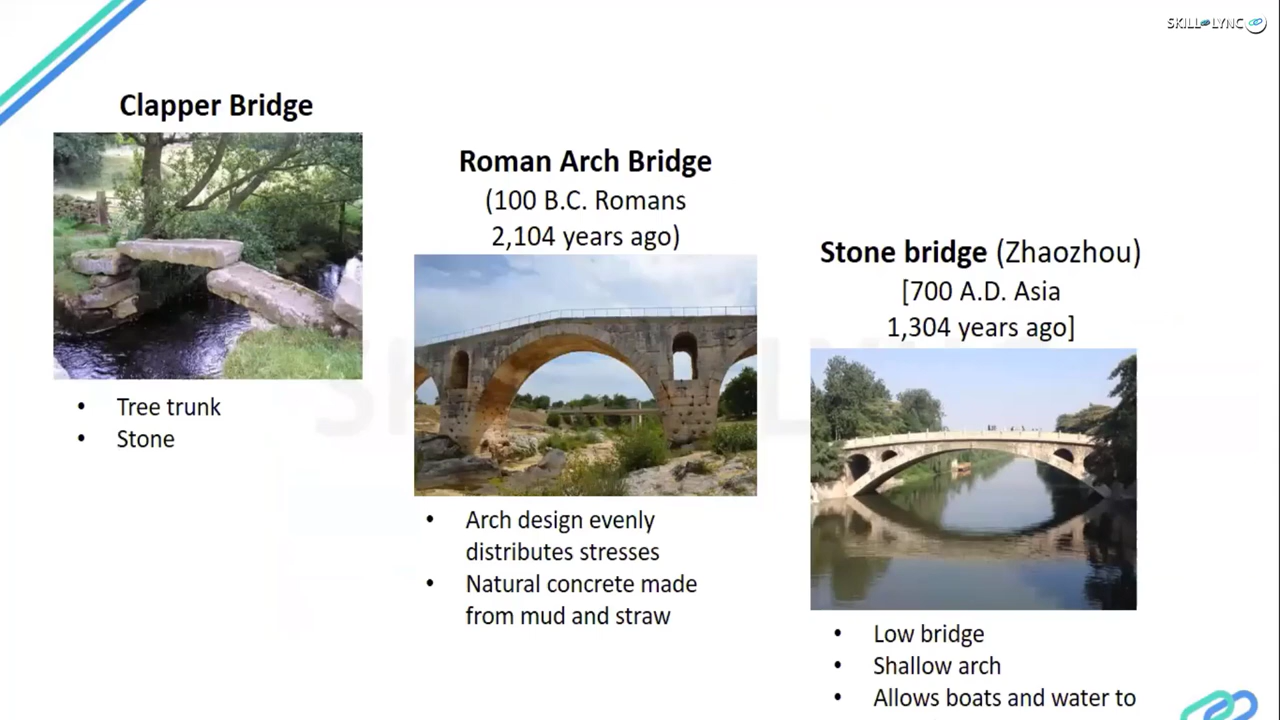 SKILL LYNC
Clapper Bridge
• Tree trunk
• Stone
Roman Arch Bridge
(100 B.C. Romans
2,104 years ago)
• Arch design evenly
distributes stresses
• Natural concrete made
from mud and straw
Stone bridge (Zhaozhou)
[700 A.D. Asia
1,304 years ago]
• Low bridge
• Shallow arch
• Allows boats and water to